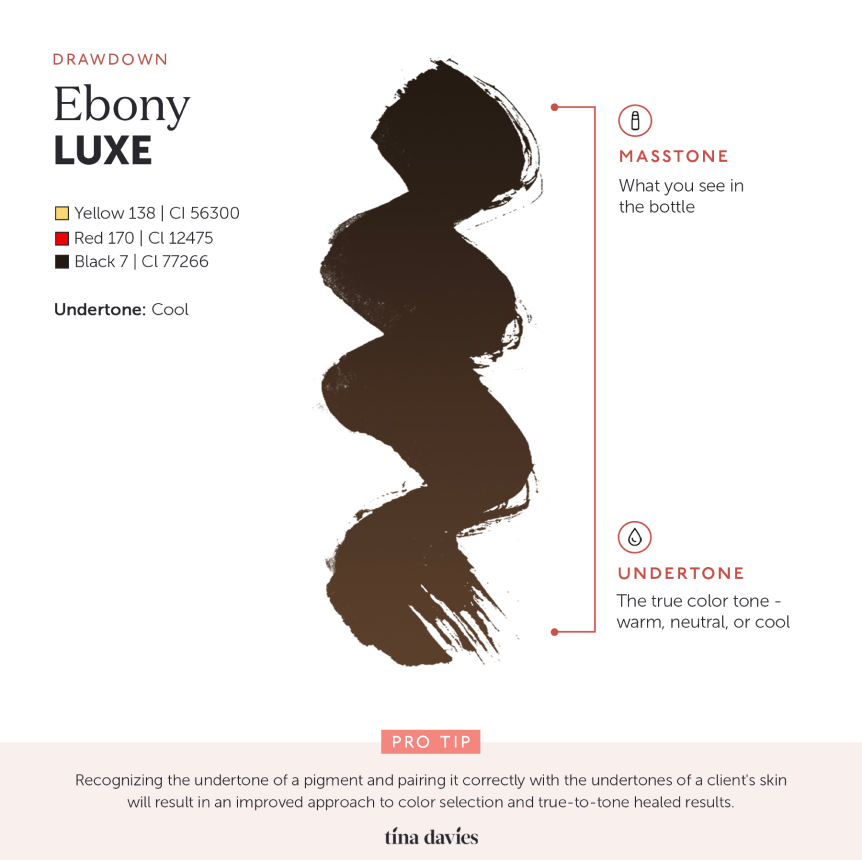 DRAWDOWN
Ebony
LUXE
Yellow 138 | CI 56300
Red 170 | Cl 12475
Black 7 | Cl 77266
Undertone: Cool
MASSTONE
What you see in
the bottle
UNDERTONE
The true color tone -
warm, neutral, or cool
PRO TIP
Recognizing the undertone of a pigment and pairing it correctly with the undertones of a client's skin
will result in an improved approach to color selection and true-to-tone healed results.
tína davíes